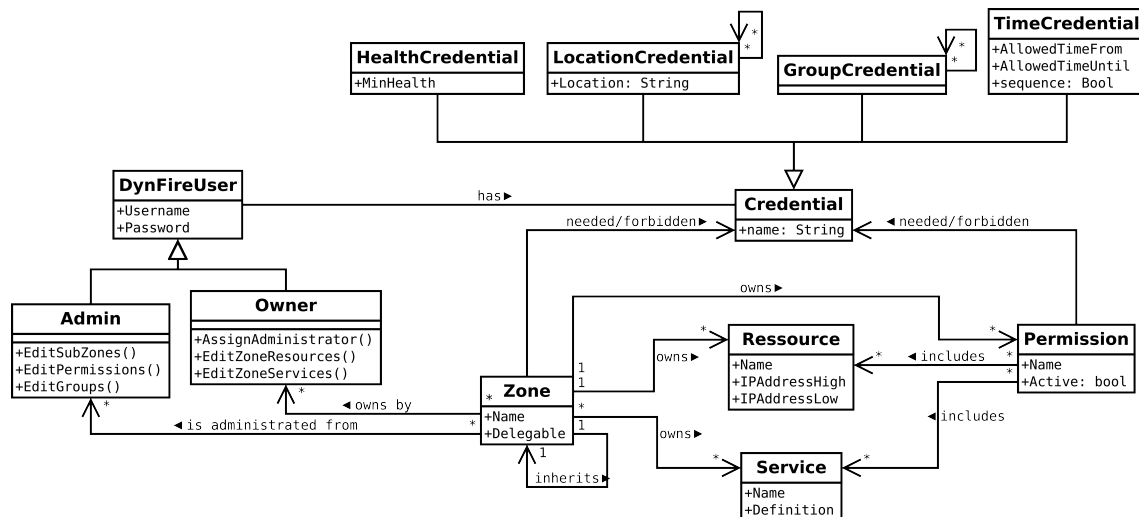 HealthCredential
+MinHealth
LocationCredential
+Location: String
*
*
GroupCredential
*
*
TimeCredential
+AllowedTimeFrom
+AllowedTimeUntil
+sequence: Bool
DynFireUser
+Username
+Password
has►
Credential
+name: String
needed/forbidden►
◄needed/forbidden
Admin
+EditSubZones()
+EditPermissions()
+EditGroups()
*
Owner
+AssignAdministrator()
+EditZoneResources()
+EditZoneServices()
*
owns►
*
Ressource
+Name
+IPAddressHigh
+IPAddressLow
*
owns►
*
◄includes
*
Permission
+Name
+Active: bool
*
Zone
+Name
+Delegable
1
1
*
1
1
*
*
◄owns by
◄is administrated from
inherits►
owns►
*
◄includes
*
Service
+Name
+Definition